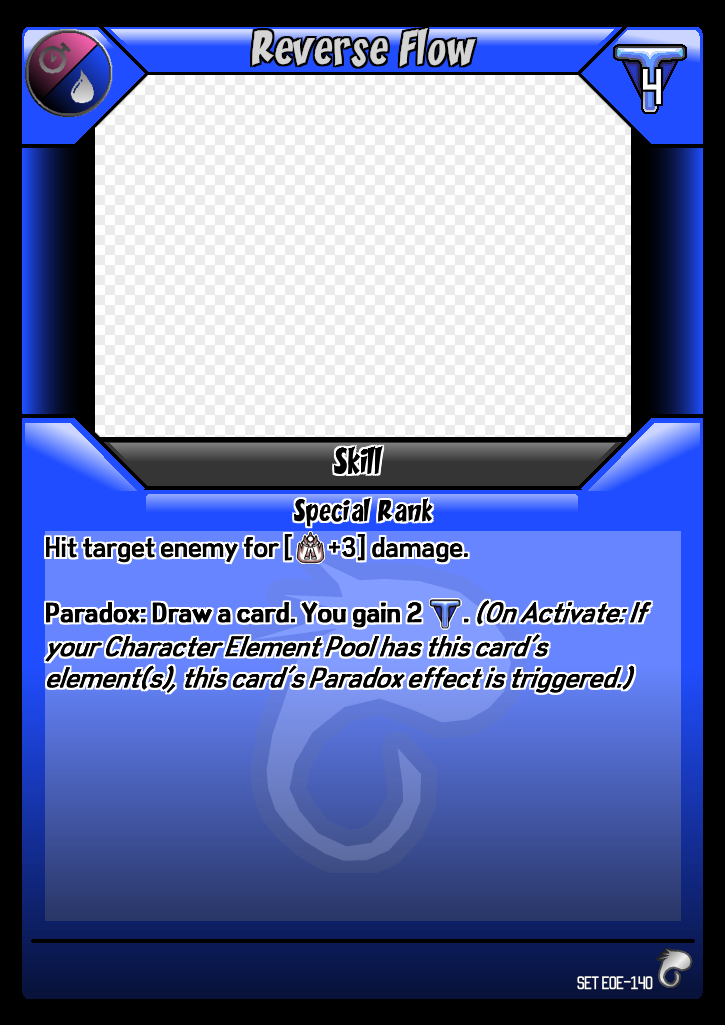 Reverse Flow
4
Skill
Special Rank
Hit target enemy for [ +3] damage.
Paradox: Draw a card. You gain 2 . (On Activate: If
your Character Element Pool has this card's
element(s), this card's Paradox effect is triggered.)
SET EOE-140